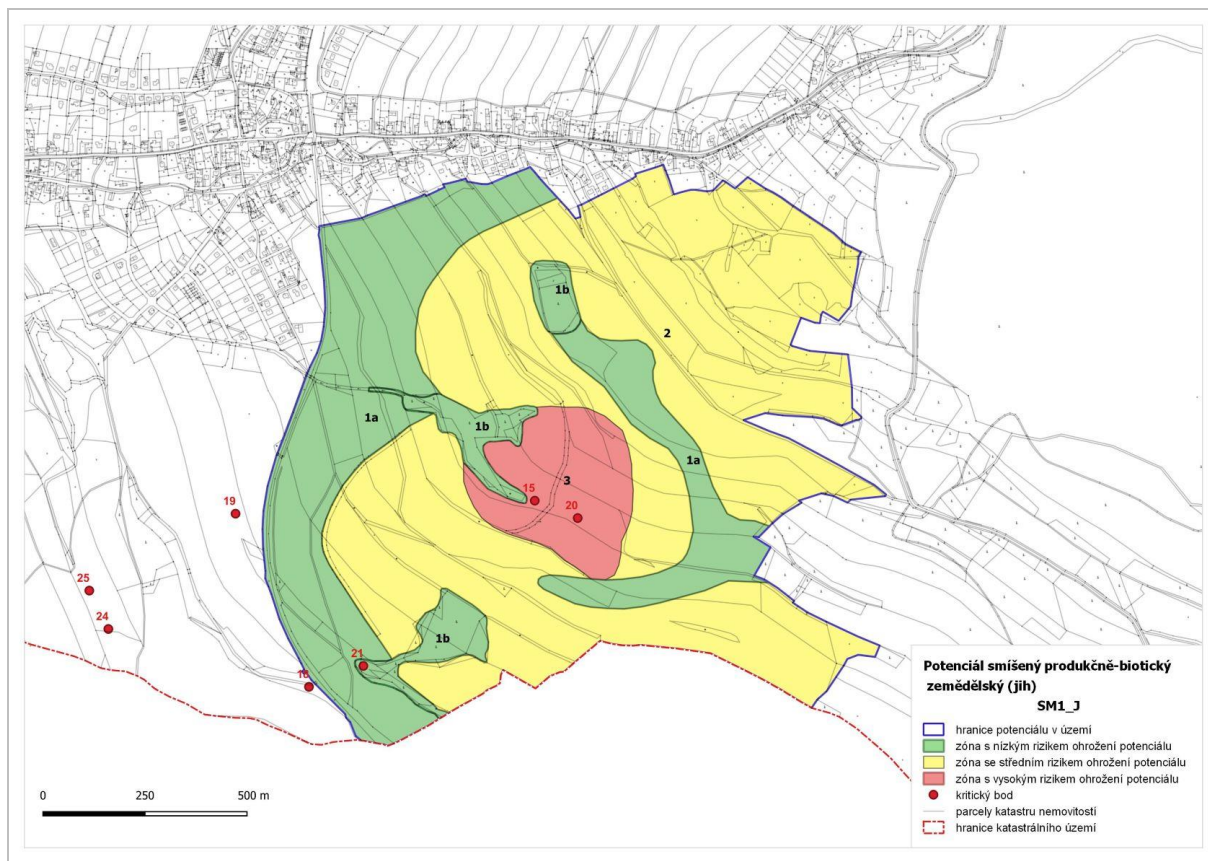 1b
2
1a
1b
1a
3
15
20
19
25
24
1b
21
18
0 250 500 m
Potenciál smíšený produkčně-biotický
zemědělský (jih)
SM1_J
hranice potenciálu v území
zóna s nízkým rizikem ohrožení potenciálu
zóna se středním rizikem ohrožení potenciálu
zóna s vysokým rizikem ohrožení potenciálu
kritický bod
parcely katastru nemovitostí
hranice katastrálního území